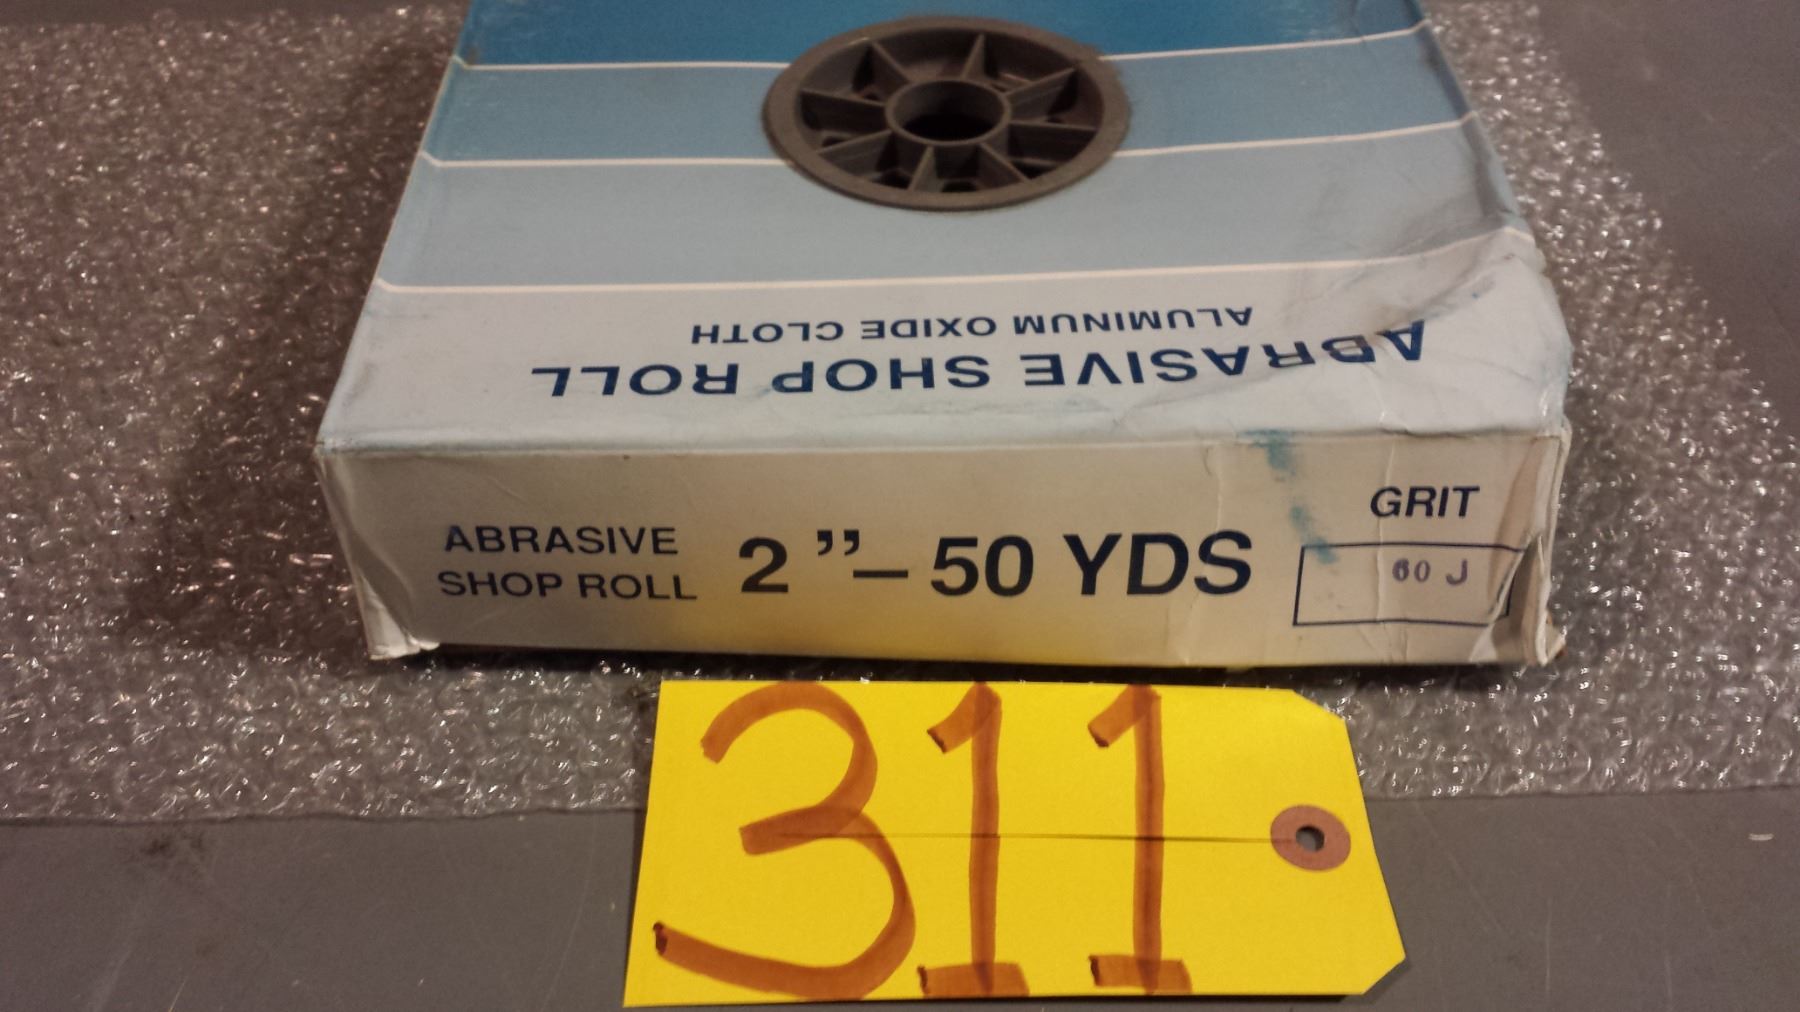 ABRASIVE SHOP ROLL
ALUMINUM OXIDE CLOTH
ABRASIVE
SHOP ROLL
2"– 50 YDS
GRIT
60 J
311